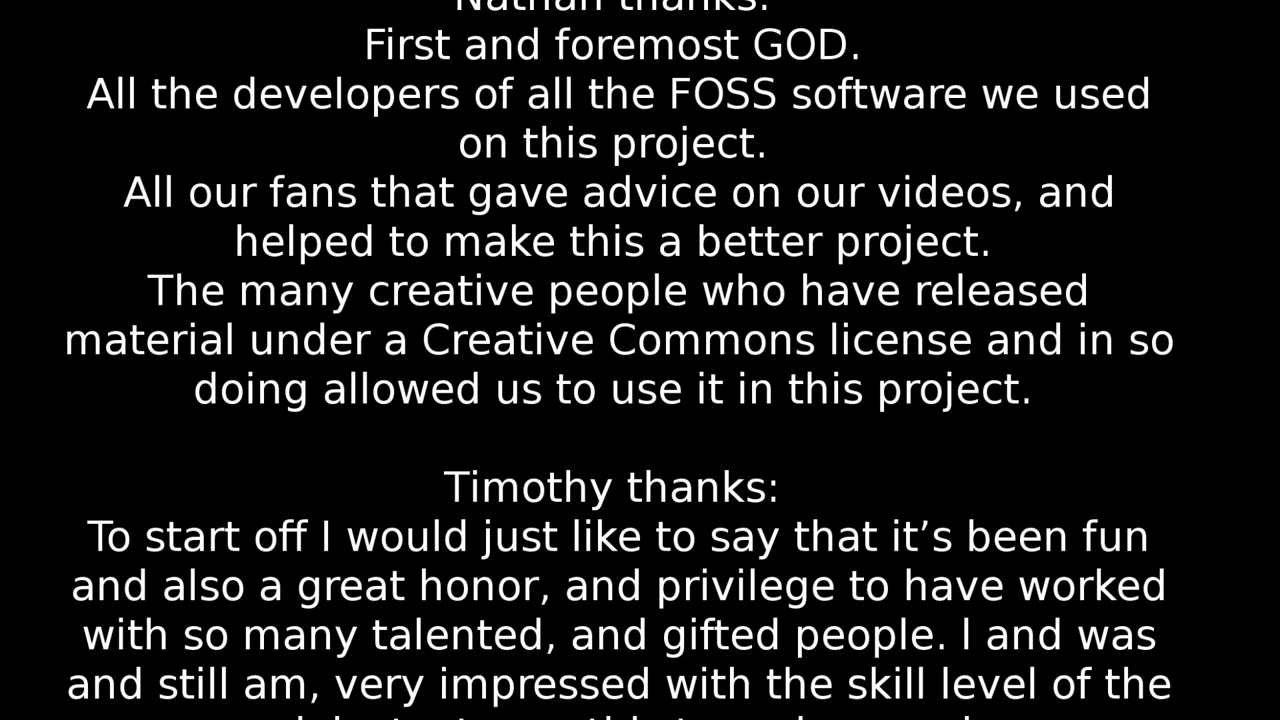 Nathan thanks:
First and foremost GOD.
All the developers of all the FOSS software we used
on this project.
All our fans that gave advice on our videos, and
helped to make this a better project.
The many creative people who have released
material under a Creative Commons license and in so
doing allowed us to use it in this project.
Timothy thanks:
To start off I would just like to say that it’s been fun
and also a great honor, and privilege to have worked
with so many talented, and gifted people. l and was
and still am, very impressed with the skill level of the